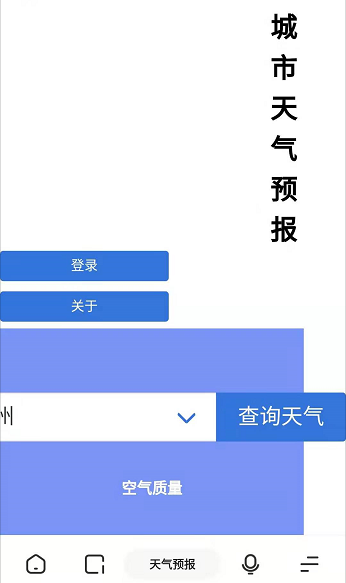 城市天气预报
登录
关于
州
查询天气
空气质量
天气预报